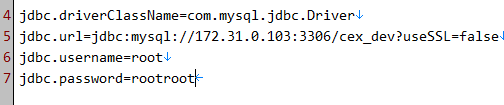 4 jdbc.driverClassName=com.mysql.jdbc.Driver↓
5 jdbc.url=jdbc:mysql://172.31.0.103:3306/cex_dev?useSSL=false
6 jdbc.username=root↓
7 jdbc.password=rootroot←